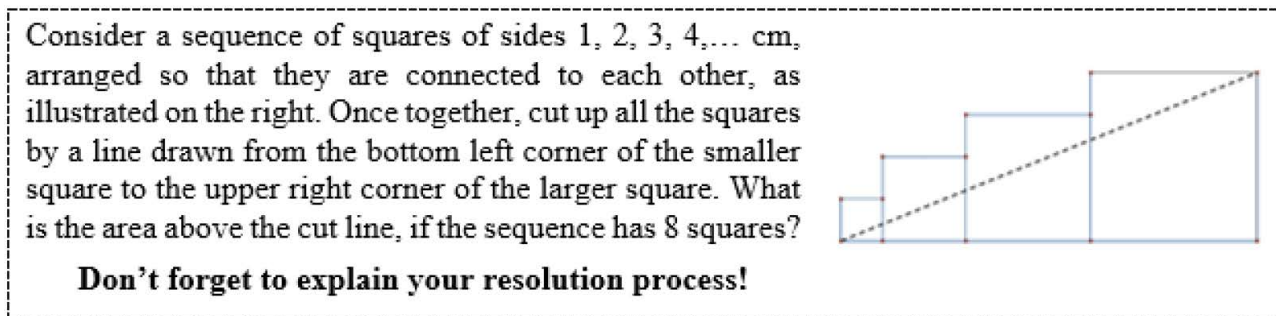 Consider a sequence of squares of sides 1, 2, 3, 4,... cm,
arranged so that they are connected to each other, as
illustrated on the right. Once together, cut up all the squares
by a line drawn from the bottom left corner of the smaller
square to the upper right corner of the larger square. What
is the area above the cut line, if the sequence has 8 squares?
Don't forget to explain your resolution process!